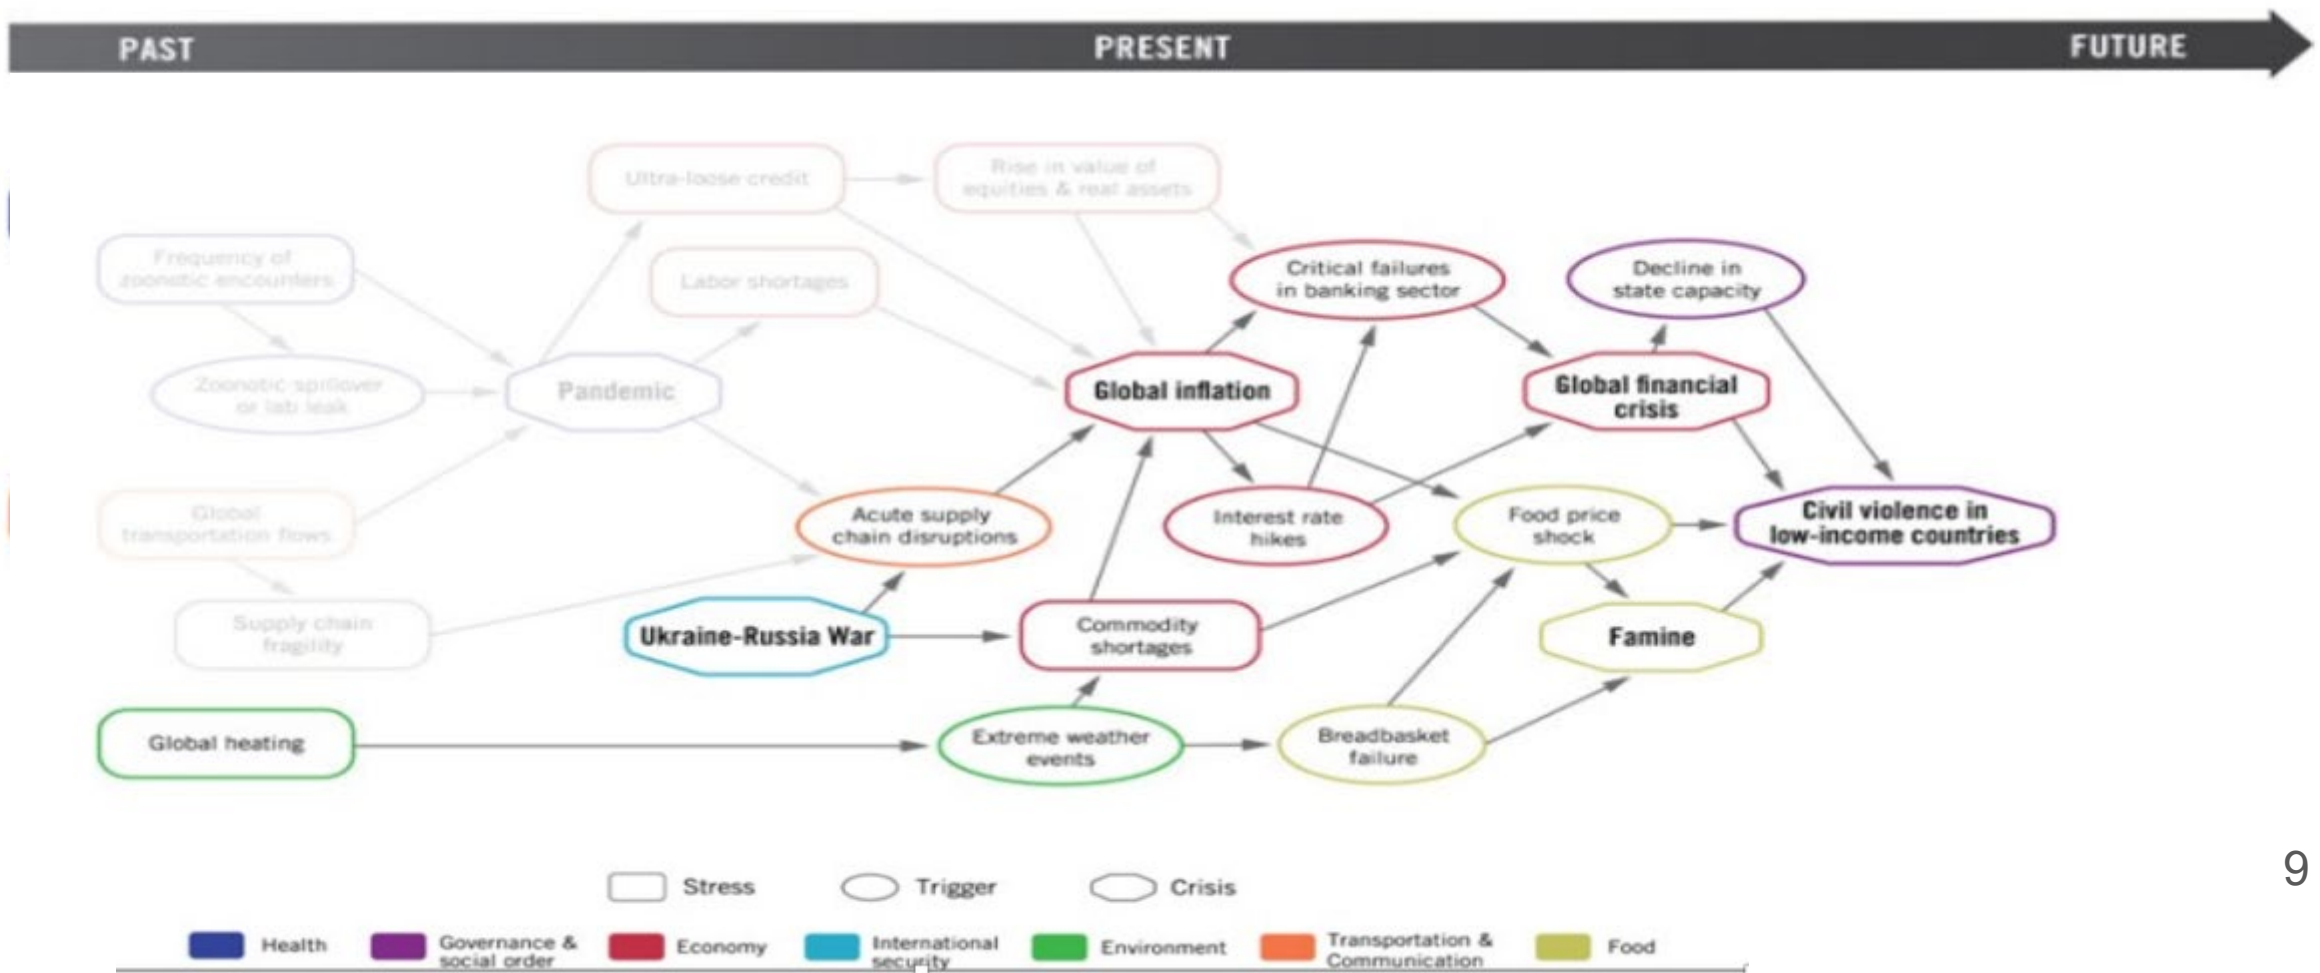 PAST
PRESENT
FUTURE
Ultra-loose credit
Rise in value of
equities & real assets
Frequency of
zoonotic encounters
Labor shortages
Critical failures
in banking sector
Decline in
state capacity
Zoonotic spillover
or lab leak
Pandemic
Global inflation
Global financial
crisis
Global
transportation flows
Acute supply
chain disruptions
Interest rate
hikes
Food price
shock
Civil violence in
low-income countries
Supply chain
fragility
Ukraine-Russia War
Commodity
shortages
Famine
Global heating
Extreme weather
events
Breadbasket
failure
9
Stress
Trigger
Crisis
Health
Governance &
social order
Economy
International
security
Environment
Transportation &
Communication
Food